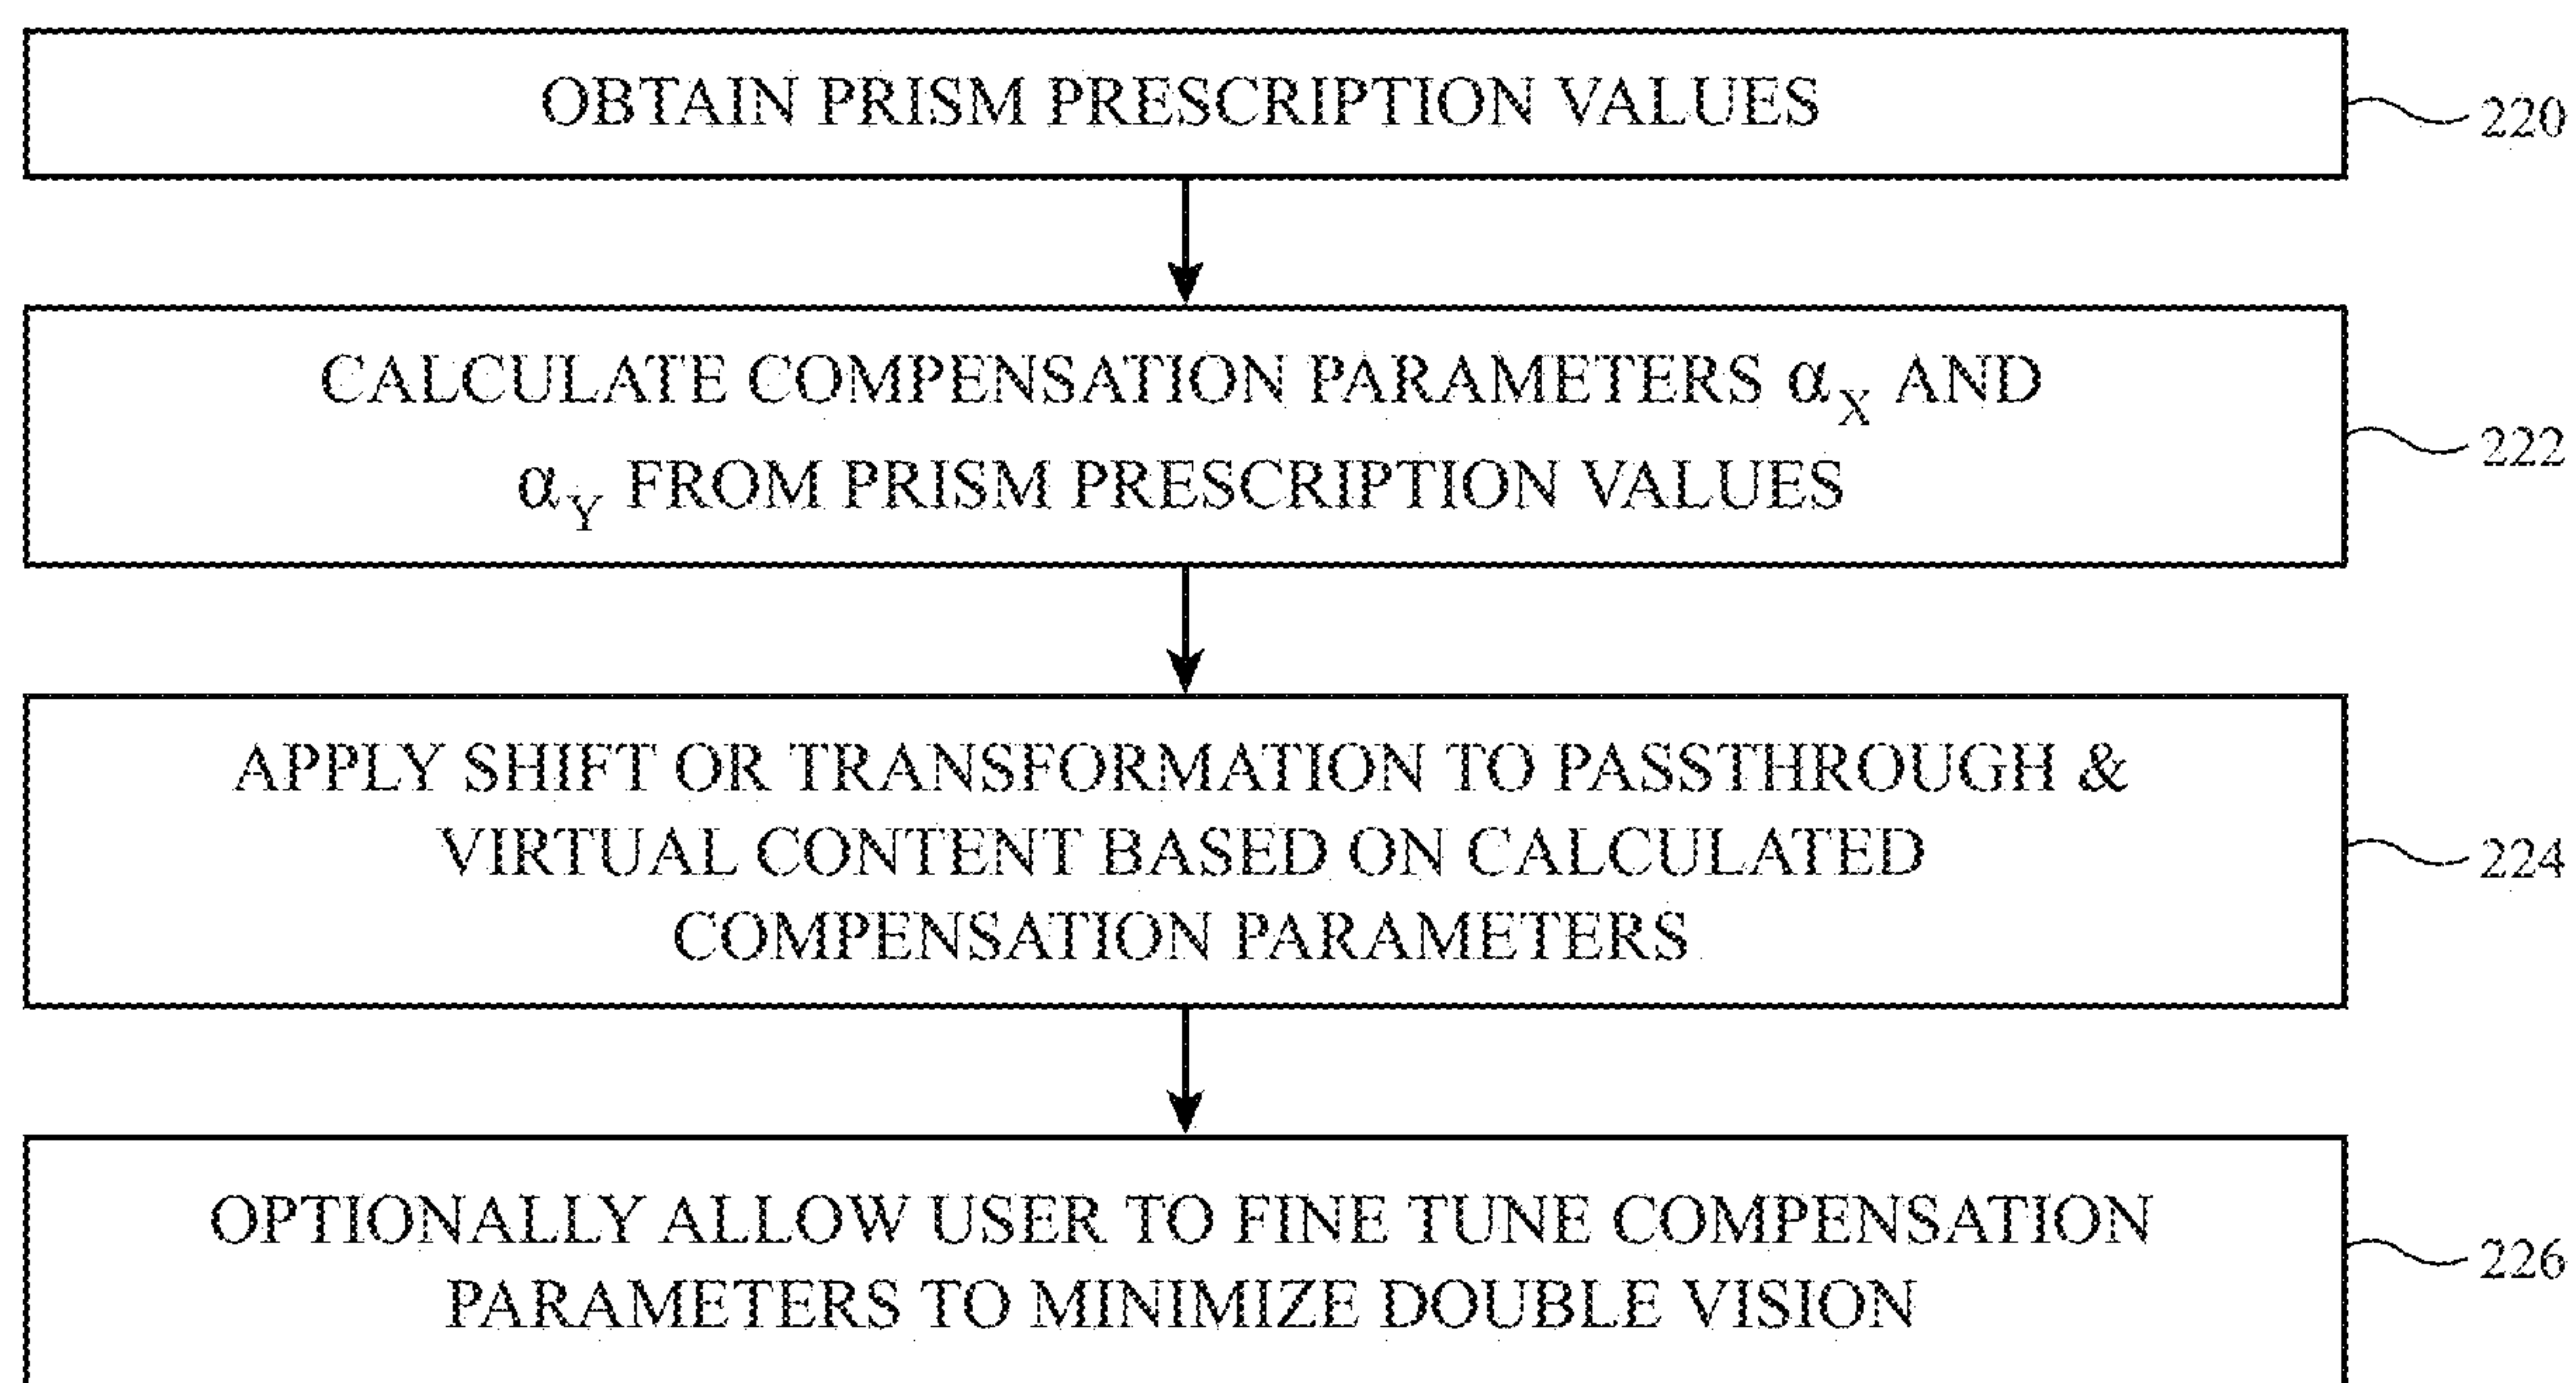 OBTAIN PRISM PRESCRIPTION VALUES
220
CALCULATE COMPENSATION PARAMETERS αX AND
αY FROM PRISM PRESCRIPTION VALUES
222
APPLY SHIFT OR TRANSFORMATION TO PASSTHROUGH &
VIRTUAL CONTENT BASED ON CALCULATED
COMPENSATION PARAMETERS
224
OPTIONALLY ALLOW USER TO FINE TUNE COMPENSATION
PARAMETERS TO MINIMIZE DOUBLE VISION
226